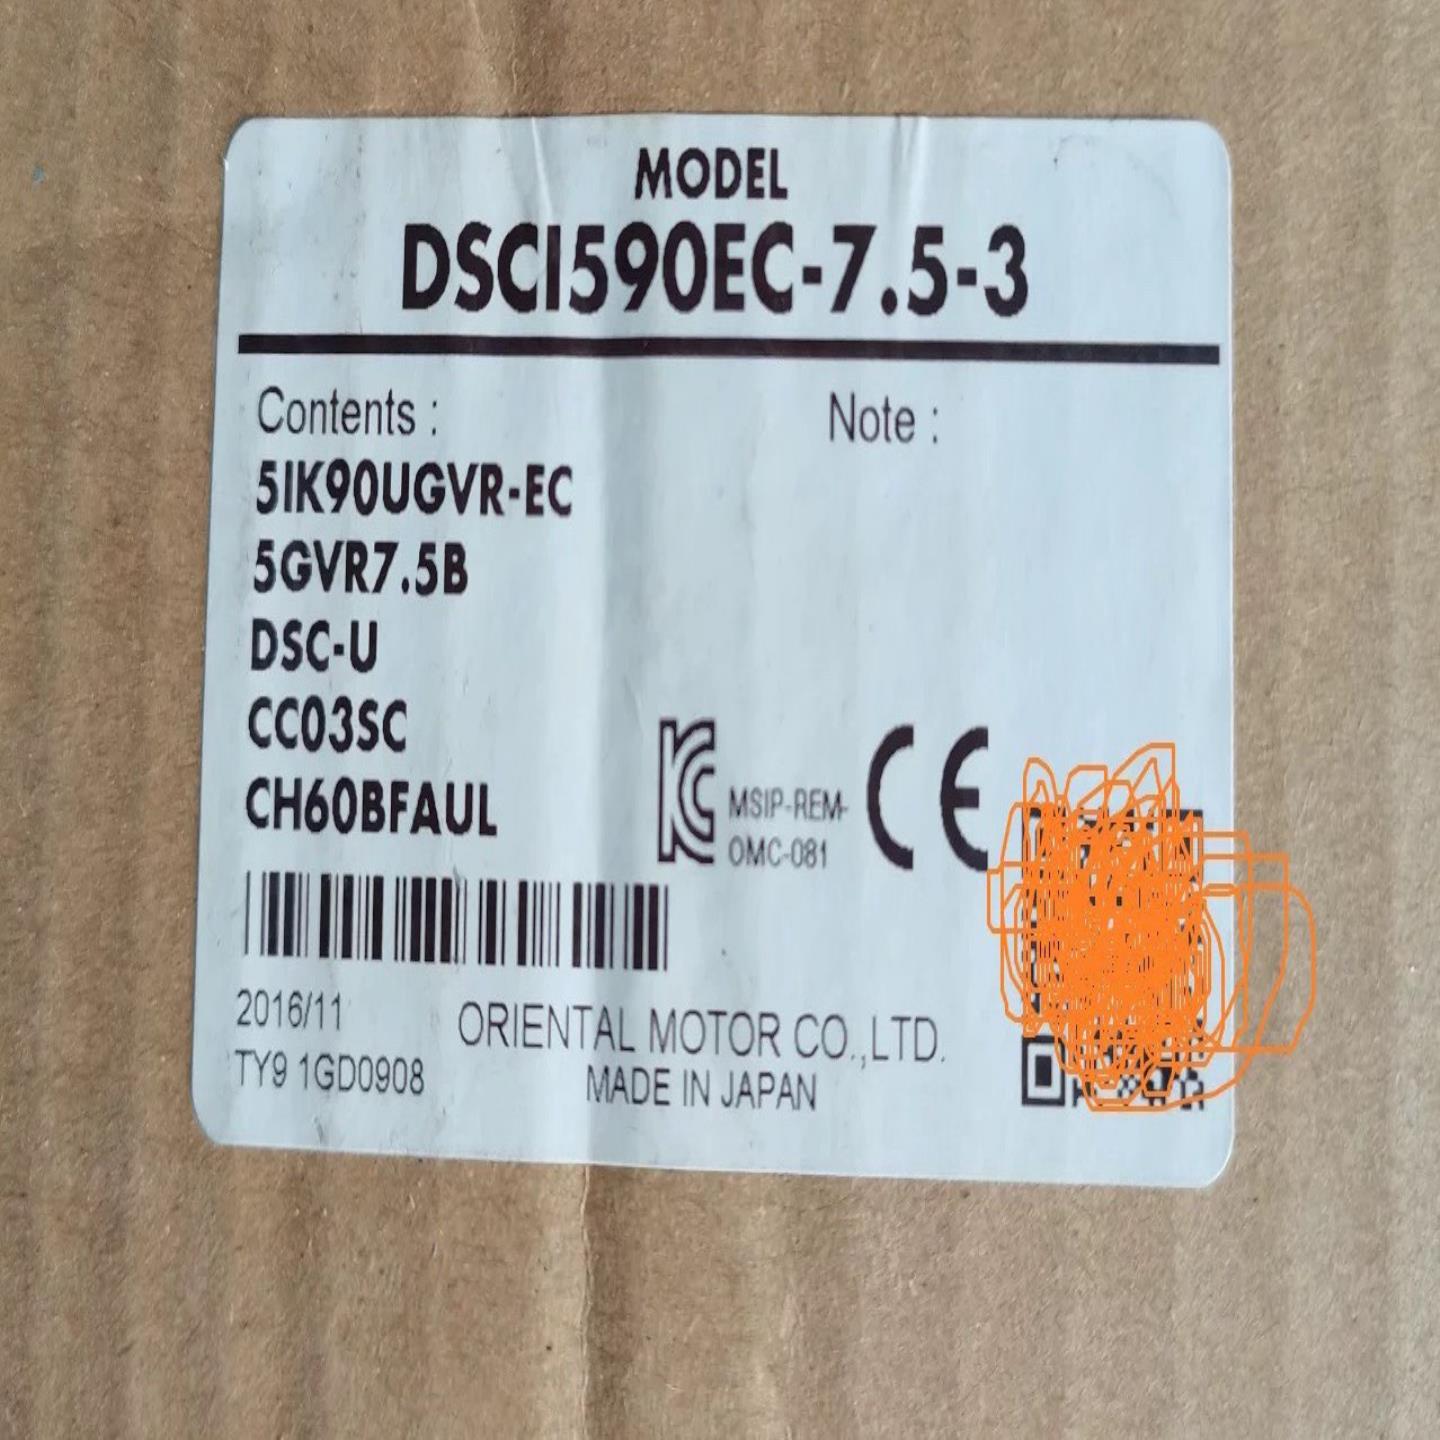 MODEL
DSCI590EC-7.5-3
Contents : Note :
5IK90UGVR-EC
5GVR7.5B
DSC-U
CC03SC
CH60BFAUL
MSIP-REM-
OMC-081
CE
2016/11
TY9 1GD0908
ORIENTAL MOTOR CO.,LTD.
MADE IN JAPAN